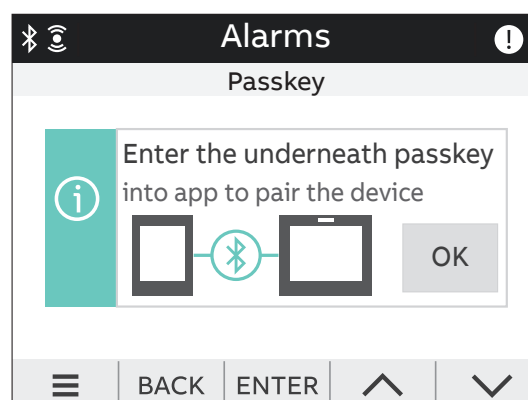 Alarms
Passkey
Enter the underneath passkey
into app to pair the device
OK
BACK ENTER